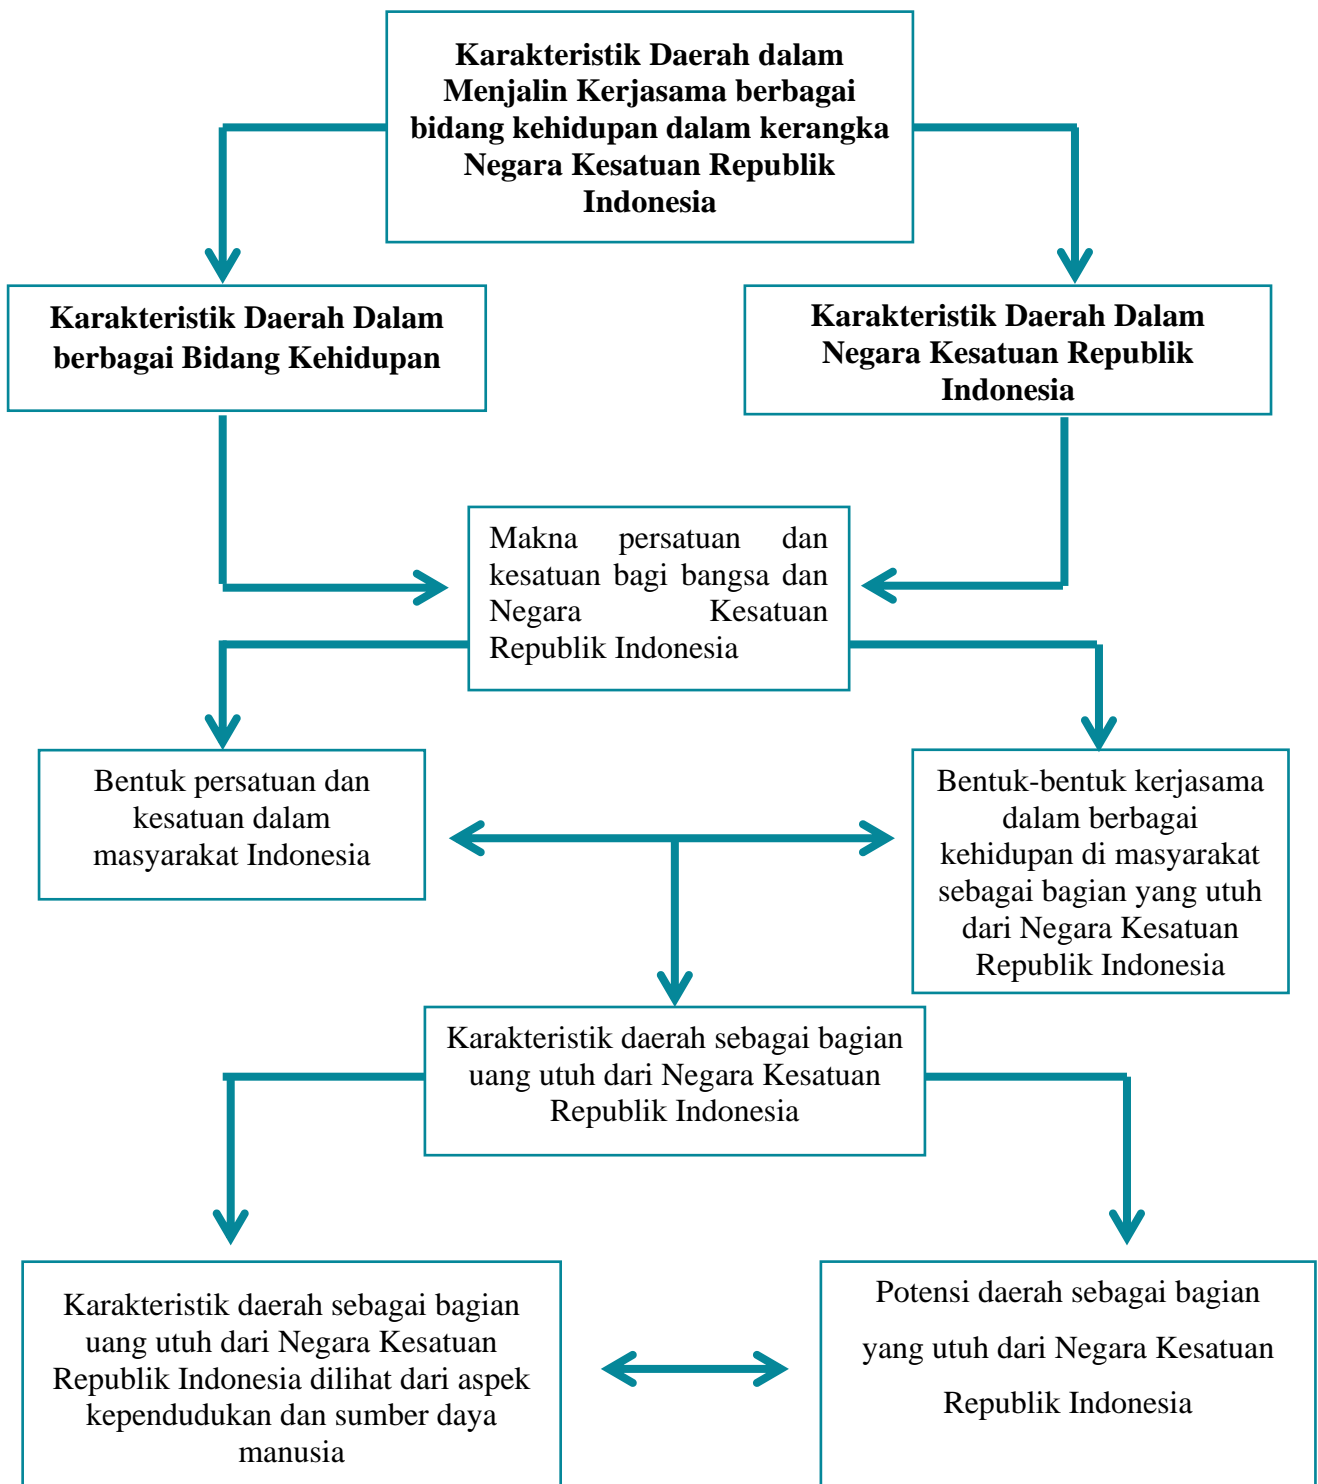 Karakteristik Daerah dalam
Menjalin Kerjasama berbagai
bidang kehidupan dalam kerangka
Negara Kesatuan Republik
Indonesia
Karakteristik Daerah Dalam
berbagai Bidang Kehidupan
Karakteristik Daerah Dalam
Negara Kesatuan Republik
Indonesia
Makna persatuan dan
kesatuan bagi bangsa dan
Negara Kesatuan
Republik Indonesia
Bentuk persatuan dan
kesatuan dalam
masyarakat Indonesia
Bentuk-bentuk kerjasama
dalam berbagai
kehidupan di masyarakat
sebagai bagian yang utuh
dari Negara Kesatuan
Republik Indonesia
Karakteristik daerah sebagai bagian
uang utuh dari Negara Kesatuan
Republik Indonesia
Karakteristik daerah sebagai bagian
uang utuh dari Negara Kesatuan
Republik Indonesia dilihat dari aspek
kependudukan dan sumber daya
manusia
Potensi daerah sebagai bagian
yang utuh dari Negara Kesatuan
Republik Indonesia